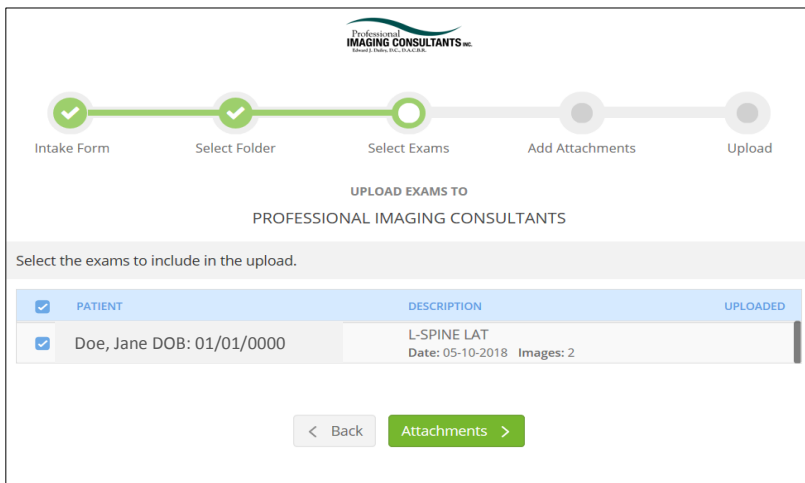 Professional
IMAGING CONSULTANTS INC.
Edward J. Dailey, D.C., D.A.C.B.R.
Intake Form Select Folder Select Exams Add Attachments Upload
UPLOAD EXAMS TO
PROFESSIONAL IMAGING CONSULTANTS
Select the exams to include in the upload.
PATIENT DESCRIPTION UPLOADED
Doe, Jane DOB: 01/01/0000 L-SPINE LAT
Date: 05-10-2018 Images: 2
Back Attachments